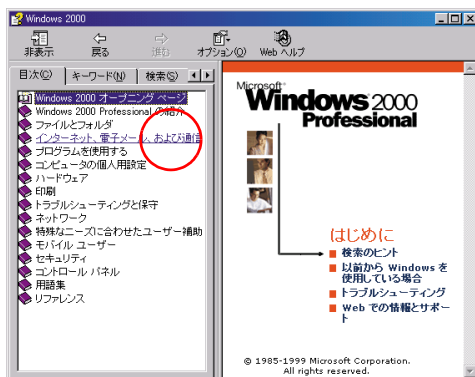 Windows 2000
非表示
戻る
進む
オプション(O)
Web ヘルプ
目次(C)
キーワード(N)
検索(S)
Windows 2000 オープニング ページ
Windows 2000 Professional の紹介
ファイルとフォルダ
インターネット、電子メール、および通信
プログラムを使用する
コンピュータの個人用設定
ハードウェア
印刷
トラブルシューティングと保守
ネットワーク
特殊なニーズに合わせたユーザー補助
モバイル ユーザー
セキュリティ
コントロール パネル
用語集
リファレンス
Microsoft
Windows 2000
Professional
はじめに
検索のヒント
以前から Windows を
使用している場合
トラブルシューティング
Web での情報とサポー
ト
© 1985-1999 Microsoft Corporation.
All rights reserved.